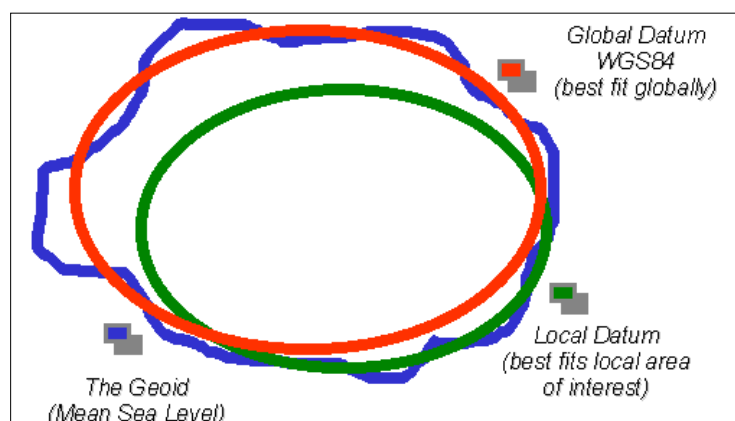 Global Datum
WGS84
(best fit globally)
Local Datum
(best fits local area
of interest)
The Geoid
(Mean Sea Level)